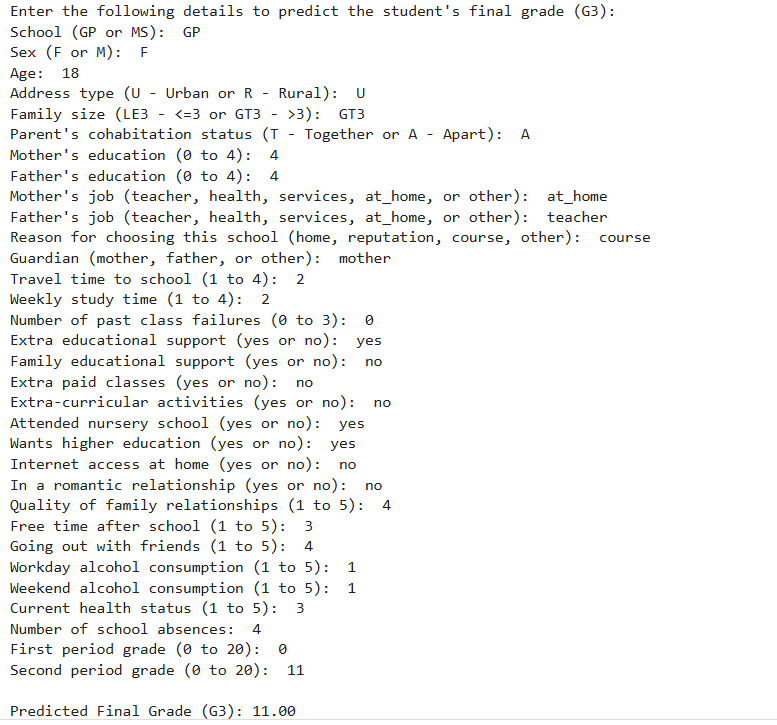 Enter the following details to predict the student's final grade (G3):
School (GP or MS):  GP
Sex (F or M):  F
Age:  18
Address type (U - Urban or R - Rural):  U
Family size (LE3 - <=3 or GT3 - >3):  GT3
Parent's cohabitation status (T - Together or A - Apart):  A
Mother's education (0 to 4):  4
Father's education (0 to 4):  4
Mother's job (teacher, health, services, at_home, or other):  at_home
Father's job (teacher, health, services, at_home, or other):  teacher
Reason for choosing this school (home, reputation, course, other):  course
Guardian (mother, father, or other):  mother
Travel time to school (1 to 4):  2
Weekly study time (1 to 4):  2
Number of past class failures (0 to 3):  0
Extra educational support (yes or no):  yes
Family educational support (yes or no):  no
Extra paid classes (yes or no):  no
Extra-curricular activities (yes or no):  no
Attended nursery school (yes or no):  yes
Wants higher education (yes or no):  yes
Internet access at home (yes or no):  no
In a romantic relationship (yes or no):  no
Quality of family relationships (1 to 5):  4
Free time after school (1 to 5):  3
Going out with friends (1 to 5):  4
Workday alcohol consumption (1 to 5):  1
Weekend alcohol consumption (1 to 5):  1
Current health status (1 to 5):  3
Number of school absences:  4
First period grade (0 to 20):  0
Second period grade (0 to 20):  11
Predicted Final Grade (G3): 11.00